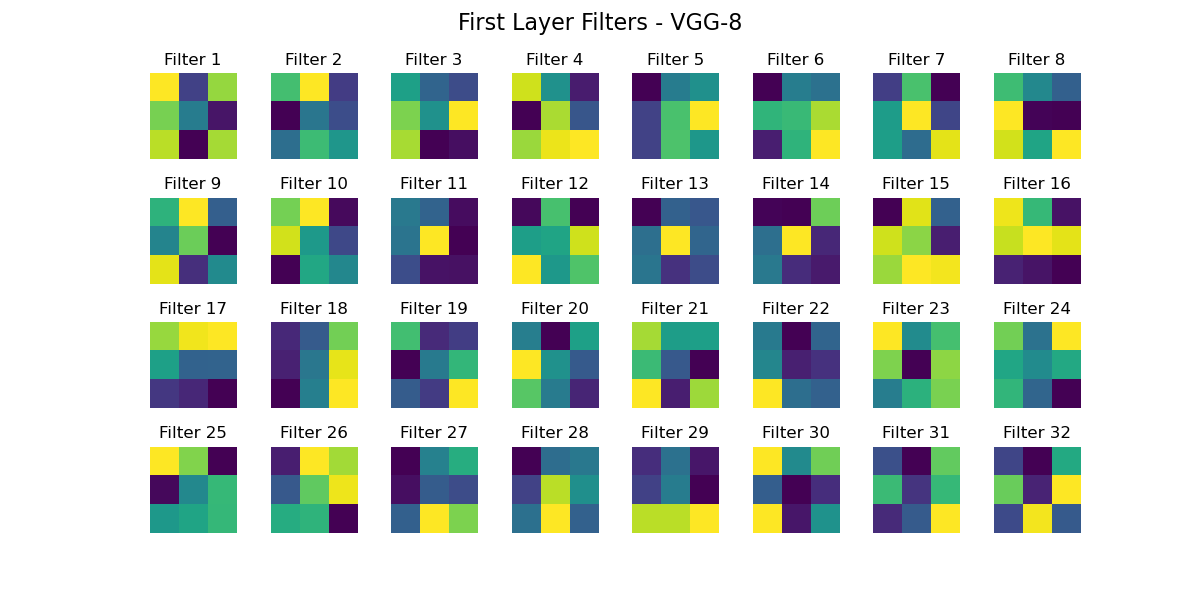 First Layer Filters - VGG-8
Filter 1 Filter 2 Filter 3 Filter 4 Filter 5 Filter 6 Filter 7 Filter 8
Filter 9 Filter 10 Filter 11 Filter 12 Filter 13 Filter 14 Filter 15 Filter 16
Filter 17 Filter 18 Filter 19 Filter 20 Filter 21 Filter 22 Filter 23 Filter 24
Filter 25 Filter 26 Filter 27 Filter 28 Filter 29 Filter 30 Filter 31 Filter 32